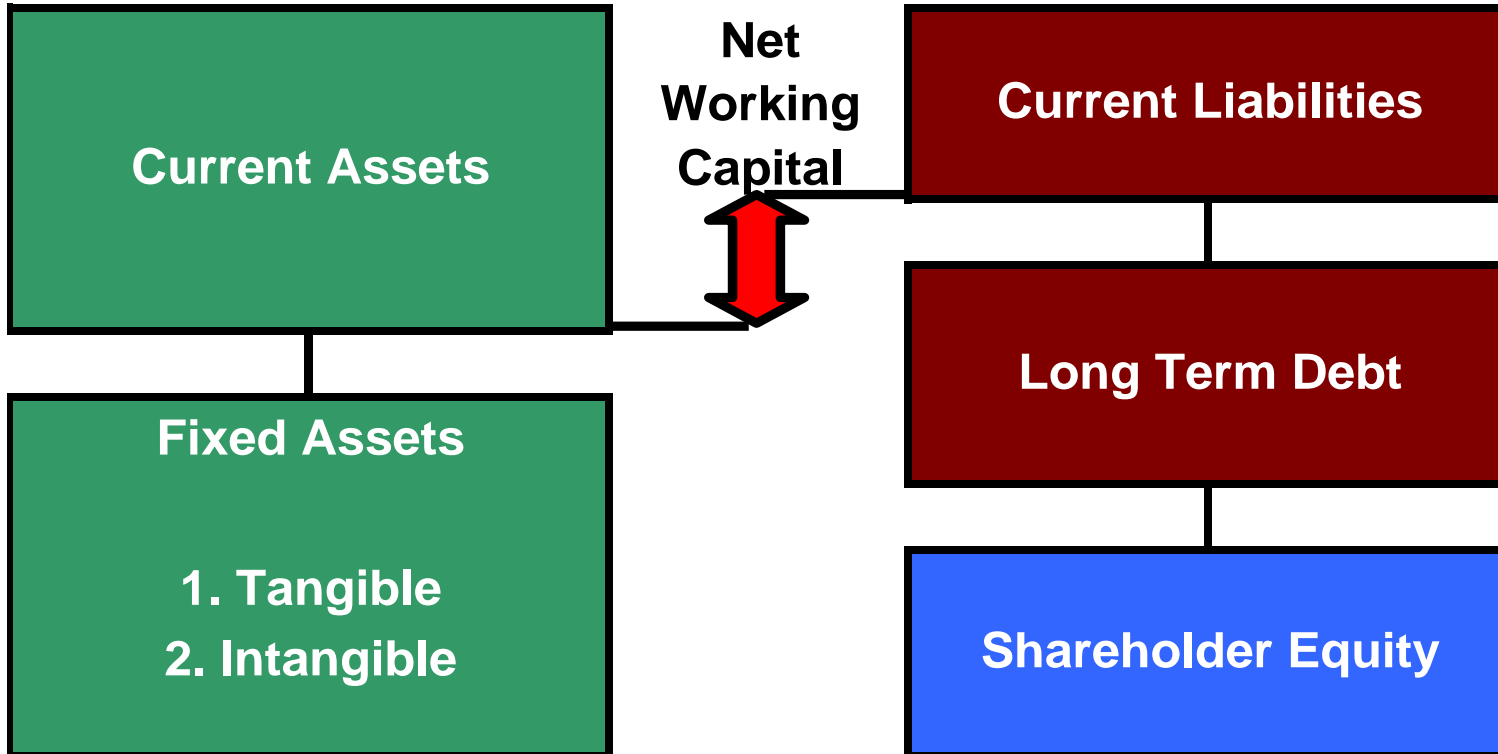 Current Assets
Fixed Assets
1. Tangible
2. Intangible
Net
Working
Capital
Current Liabilities
Long Term Debt
Shareholder Equity